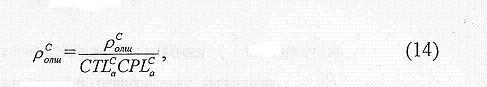 ρ^C_олш = ρ^C_олш / CTL^C_a CPL^C_a, (14)